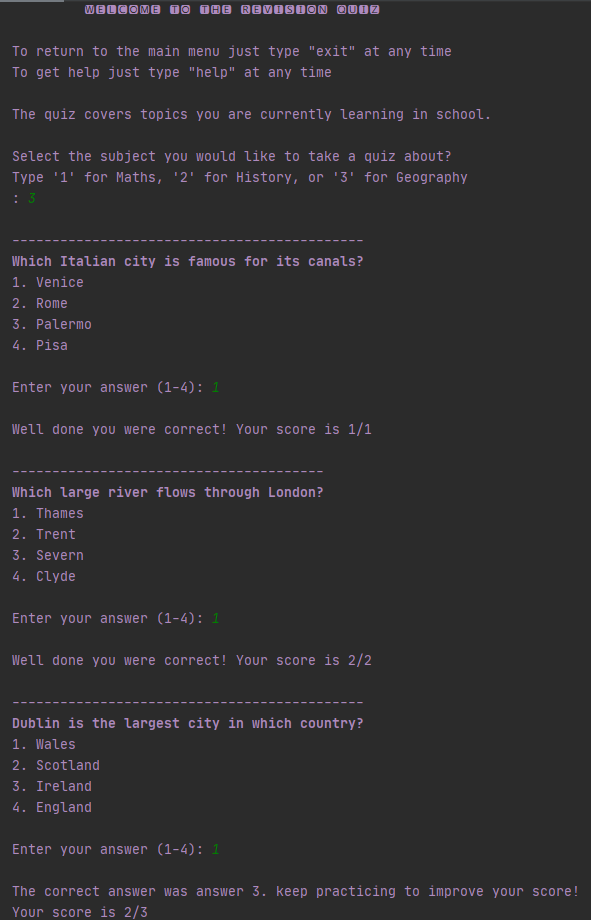 WELCOME TO THE REVISION QUIZ
To return to the main menu just type "exit" at any time
To get help just type "help" at any time
The quiz covers topics you are currently learning in school.
Select the subject you would like to take a quiz about?
Type '1' for Maths, '2' for History, or '3' for Geography
: 3
--------------------------------------------
Which Italian city is famous for its canals?
1. Venice
2. Rome
3. Palermo
4. Pisa
Enter your answer (1-4): 1
Well done you were correct! Your score is 1/1
---------------------------------------
Which large river flows through London?
1. Thames
2. Trent
3. Severn
4. Clyde
Enter your answer (1-4): 1
Well done you were correct! Your score is 2/2
--------------------------------------------
Dublin is the largest city in which country?
1. Wales
2. Scotland
3. Ireland
4. England
Enter your answer (1-4): 1
The correct answer was answer 3. keep practicing to improve your score!
Your score is 2/3